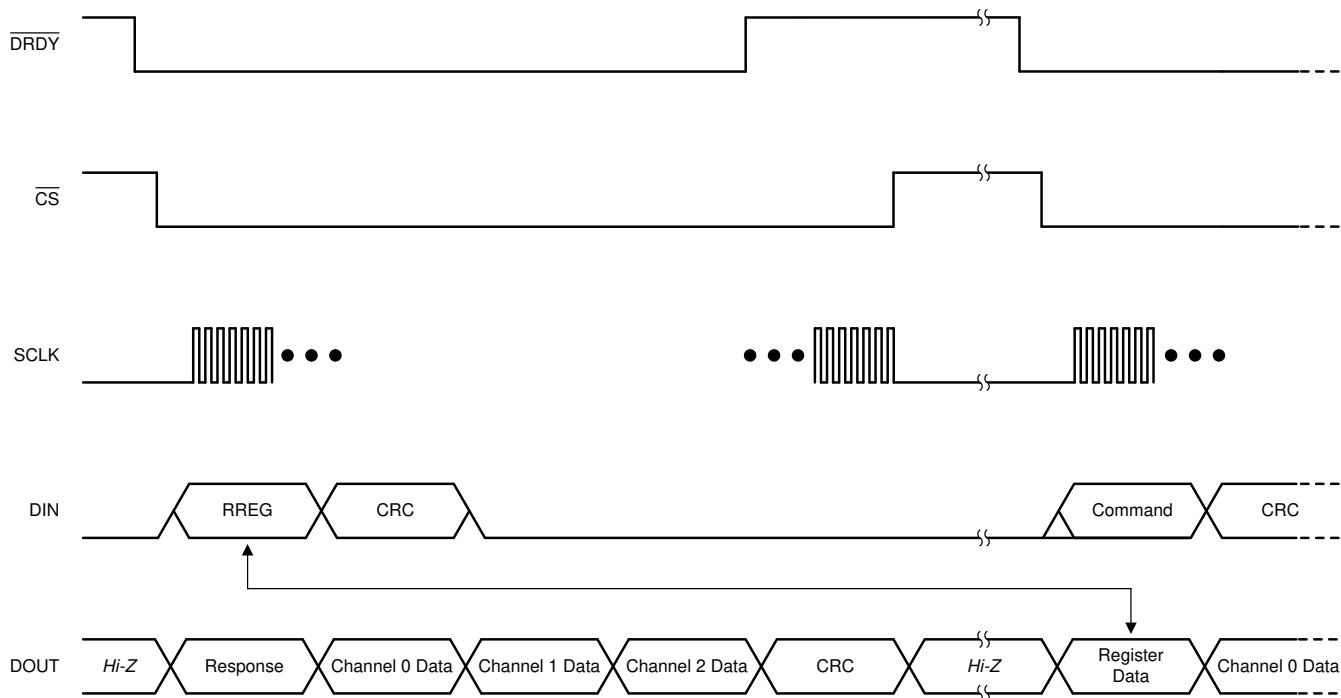 DRDY
CS
SCLK
DIN
RREG
CRC
Command
CRC
DOUT
Hi-Z
Response
Channel 0 Data
Channel 1 Data
Channel 2 Data
CRC
Hi-Z
Register
Data
Channel 0 Data